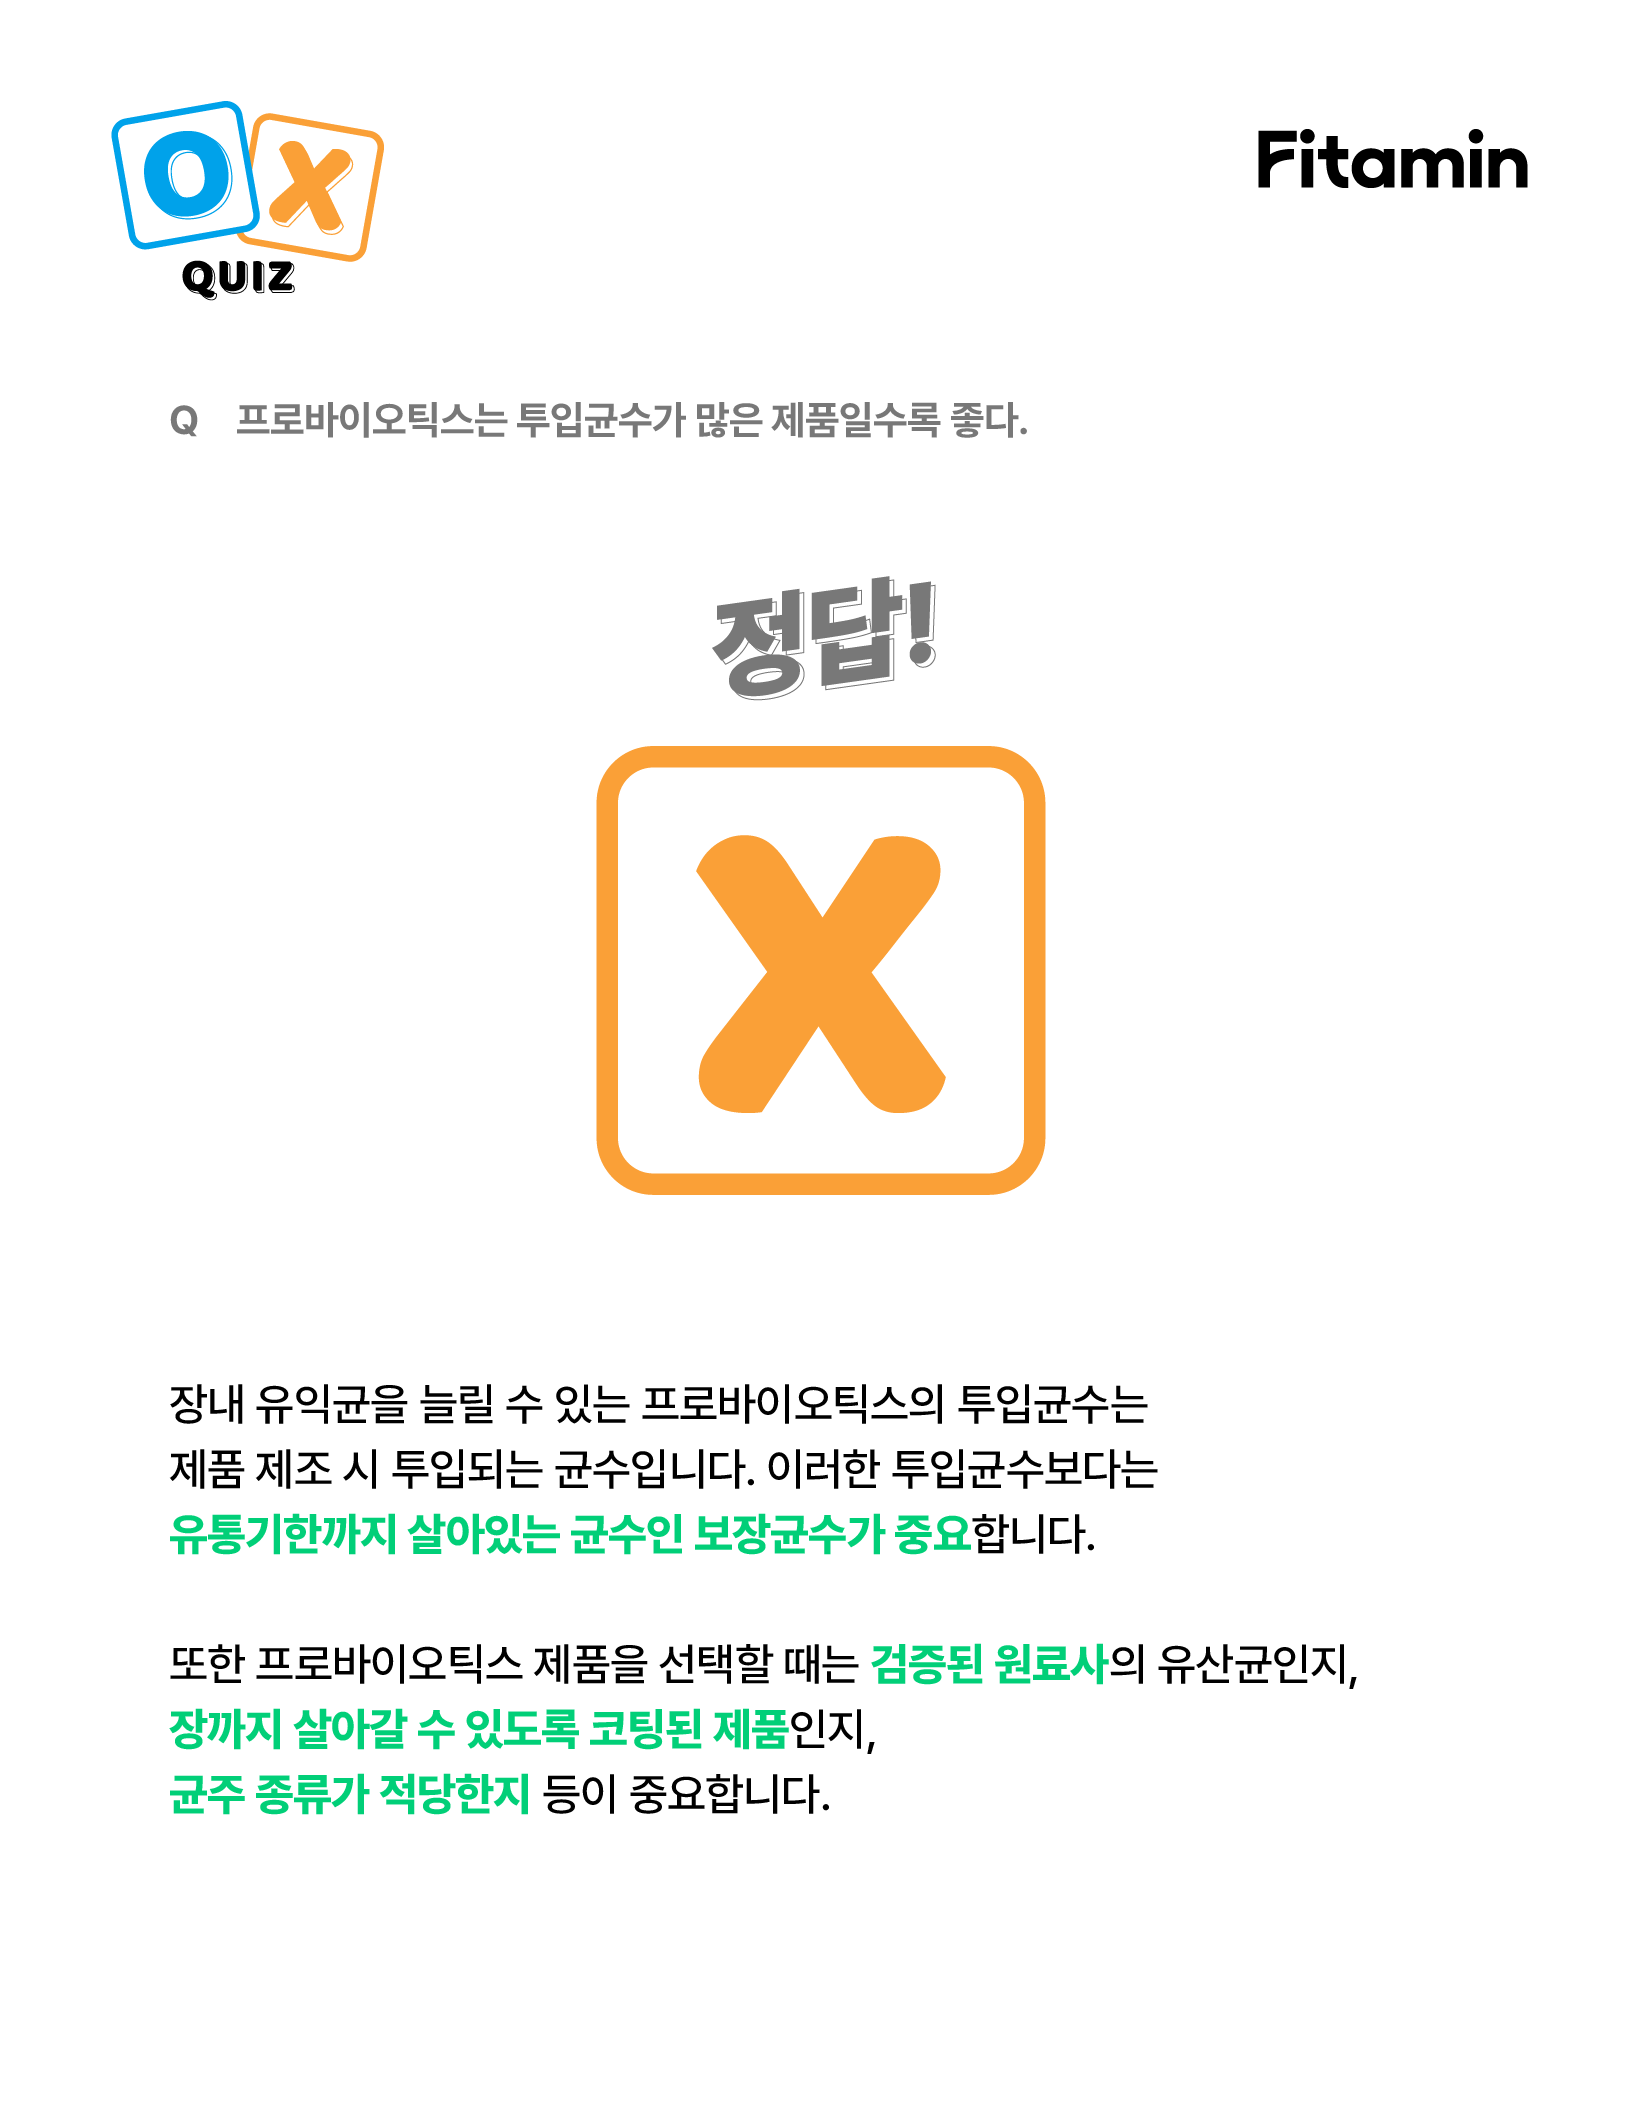 O X
QUIZ
Fitamin
Q 프로바이오틱스는 투입균수가 많은 제품일수록 좋다.
정답!
X
장내 유익균을 늘릴 수 있는 프로바이오틱스의 투입균수는
제품 제조 시 투입되는 균수입니다. 이러한 투입균수보다는
유통기한까지 살아있는 균수인 보장균수가 중요합니다.
또한 프로바이오틱스 제품을 선택할 때는 검증된 원료사의 유산균인지,
장까지 살아갈 수 있도록 코팅된 제품인지,
균주 종류가 적당한지 등이 중요합니다.